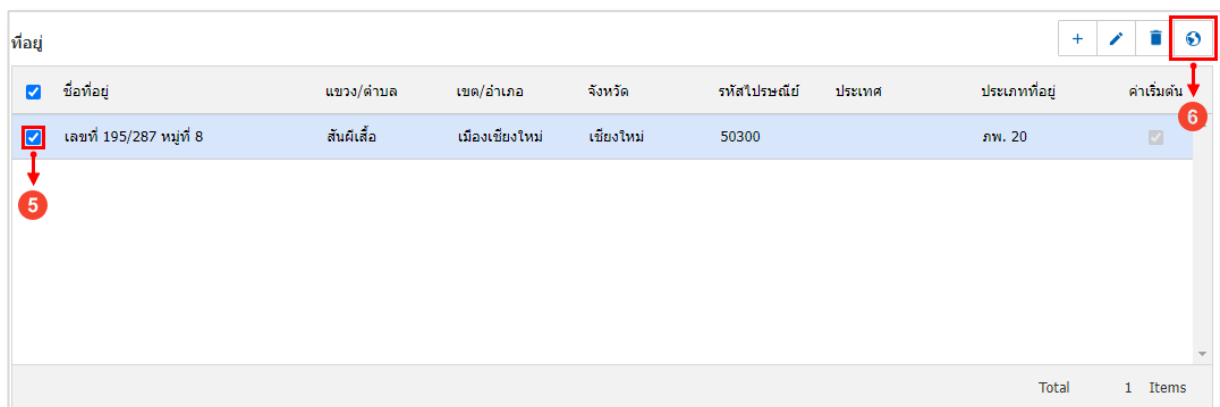 ที่อยู่
ชื่อที่อยู่ แขวง/ตำบล เขต/อำเภอ จังหวัด รหัสไปรษณีย์ ประเทศ ประเภทที่อยู่ ค่าเริ่มต้น
6
เลขที่ 195/287 หมู่ที่ 8 สันผีเสื้อ เมืองเชียงใหม่ เชียงใหม่ 50300 ภพ. 20
5
Total 1 Items